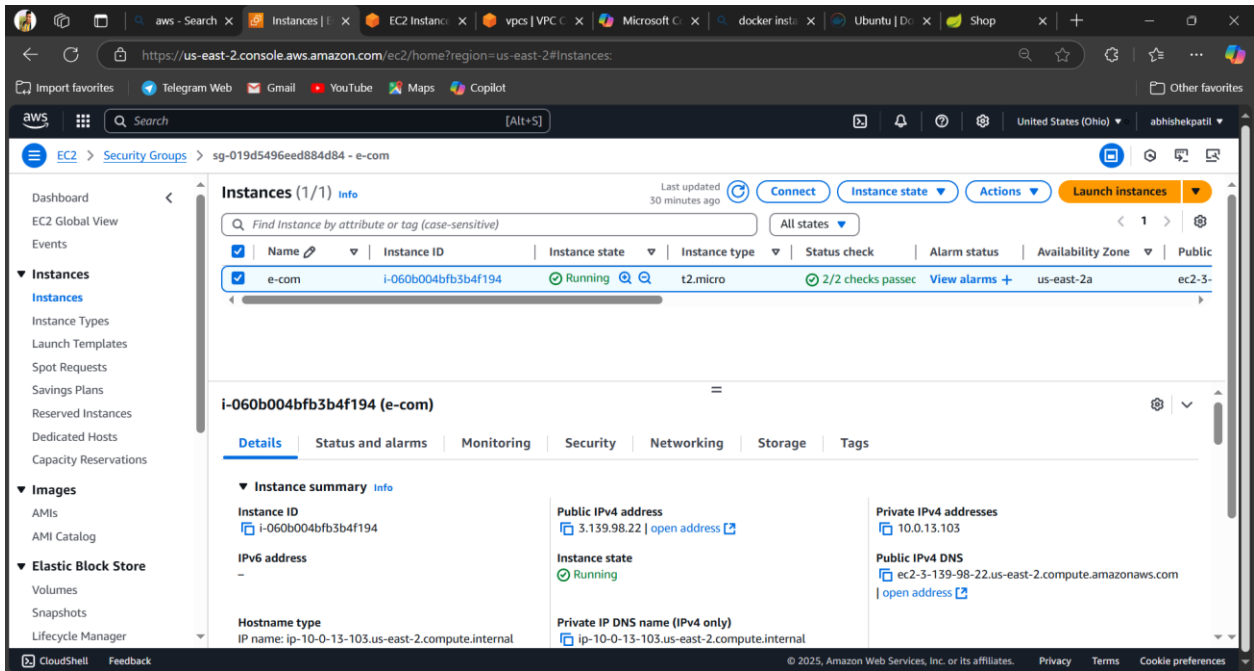 aws - Search
Instances | E
EC2 Instance
vpcs | VPC C
Microsoft C
docker insta
Ubuntu | Do
Shop
https://us-east-2.console.aws.amazon.com/ec2/home?region=us-east-2#Instances:
Import favorites Telegram Web Gmail YouTube Maps Copilot Other favorites
aws Search [Alt+S] United States (Ohio) abhishekpatil
EC2 > Security Groups > sg-019d5496eed884d84 - e-com
Dashboard
EC2 Global View
Events
Instances
Instances
Instance Types
Launch Templates
Spot Requests
Savings Plans
Reserved Instances
Dedicated Hosts
Capacity Reservations
Images
AMIs
AMI Catalog
Elastic Block Store
Volumes
Snapshots
Lifecycle Manager
Instances (1/1) Info
Last updated
30 minutes ago
Connect Instance state Actions Launch instances
Find Instance by attribute or tag (case-sensitive) All states 1
Name Instance ID Instance state Instance type Status check Alarm status Availability Zone Public
e-com i-060b004bfb3b4f194 Running t2.micro 2/2 checks passec View alarms + us-east-2a ec2-3-
i-060b004bfb3b4f194 (e-com)
Details Status and alarms Monitoring Security Networking Storage Tags
Instance summary Info
Instance ID
i-060b004bfb3b4f194
Public IPv4 address
3.139.98.22 | open address
Private IPv4 addresses
10.0.13.103
IPv6 address
–
Instance state
Running
Public IPv4 DNS
ec2-3-139-98-22.us-east-2.compute.amazonaws.com
| open address
Hostname type
IP name: ip-10-0-13-103.us-east-2.compute.internal
Private IP DNS name (IPv4 only)
ip-10-0-13-103.us-east-2.compute.internal
CloudShell Feedback © 2025, Amazon Web Services, Inc. or its affiliates. Privacy Terms Cookie preferences